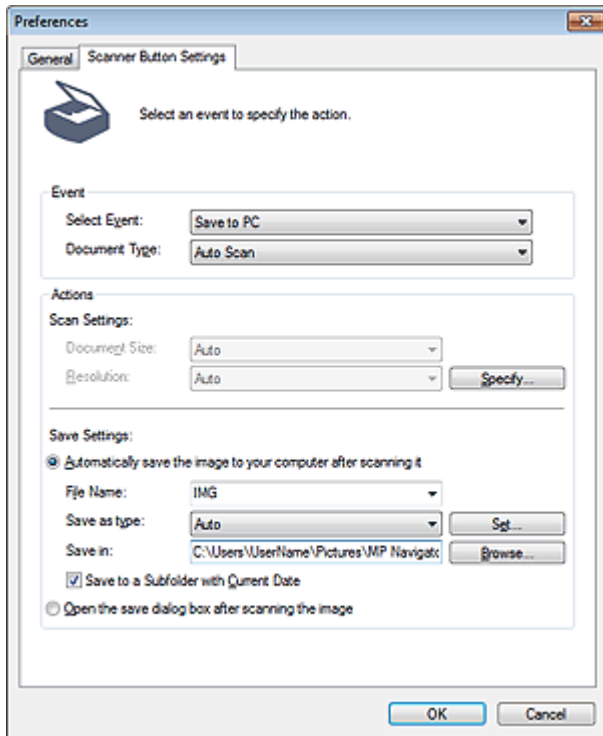 Preferences
General Scanner Button Settings
Select an event to specify the action.
Event
Select Event: Save to PC
Document Type: Auto Scan
Actions
Scan Settings:
Document Size: Auto
Resolution: Auto Specify...
Save Settings:
Automatically save the image to your computer after scanning it
File Name: IMG
Save as type: Auto Set...
Save in: C:\Users\UserName\Pictures\MP Navigatc Browse...
Save to a Subfolder with Current Date
Open the save dialog box after scanning the image
OK Cancel